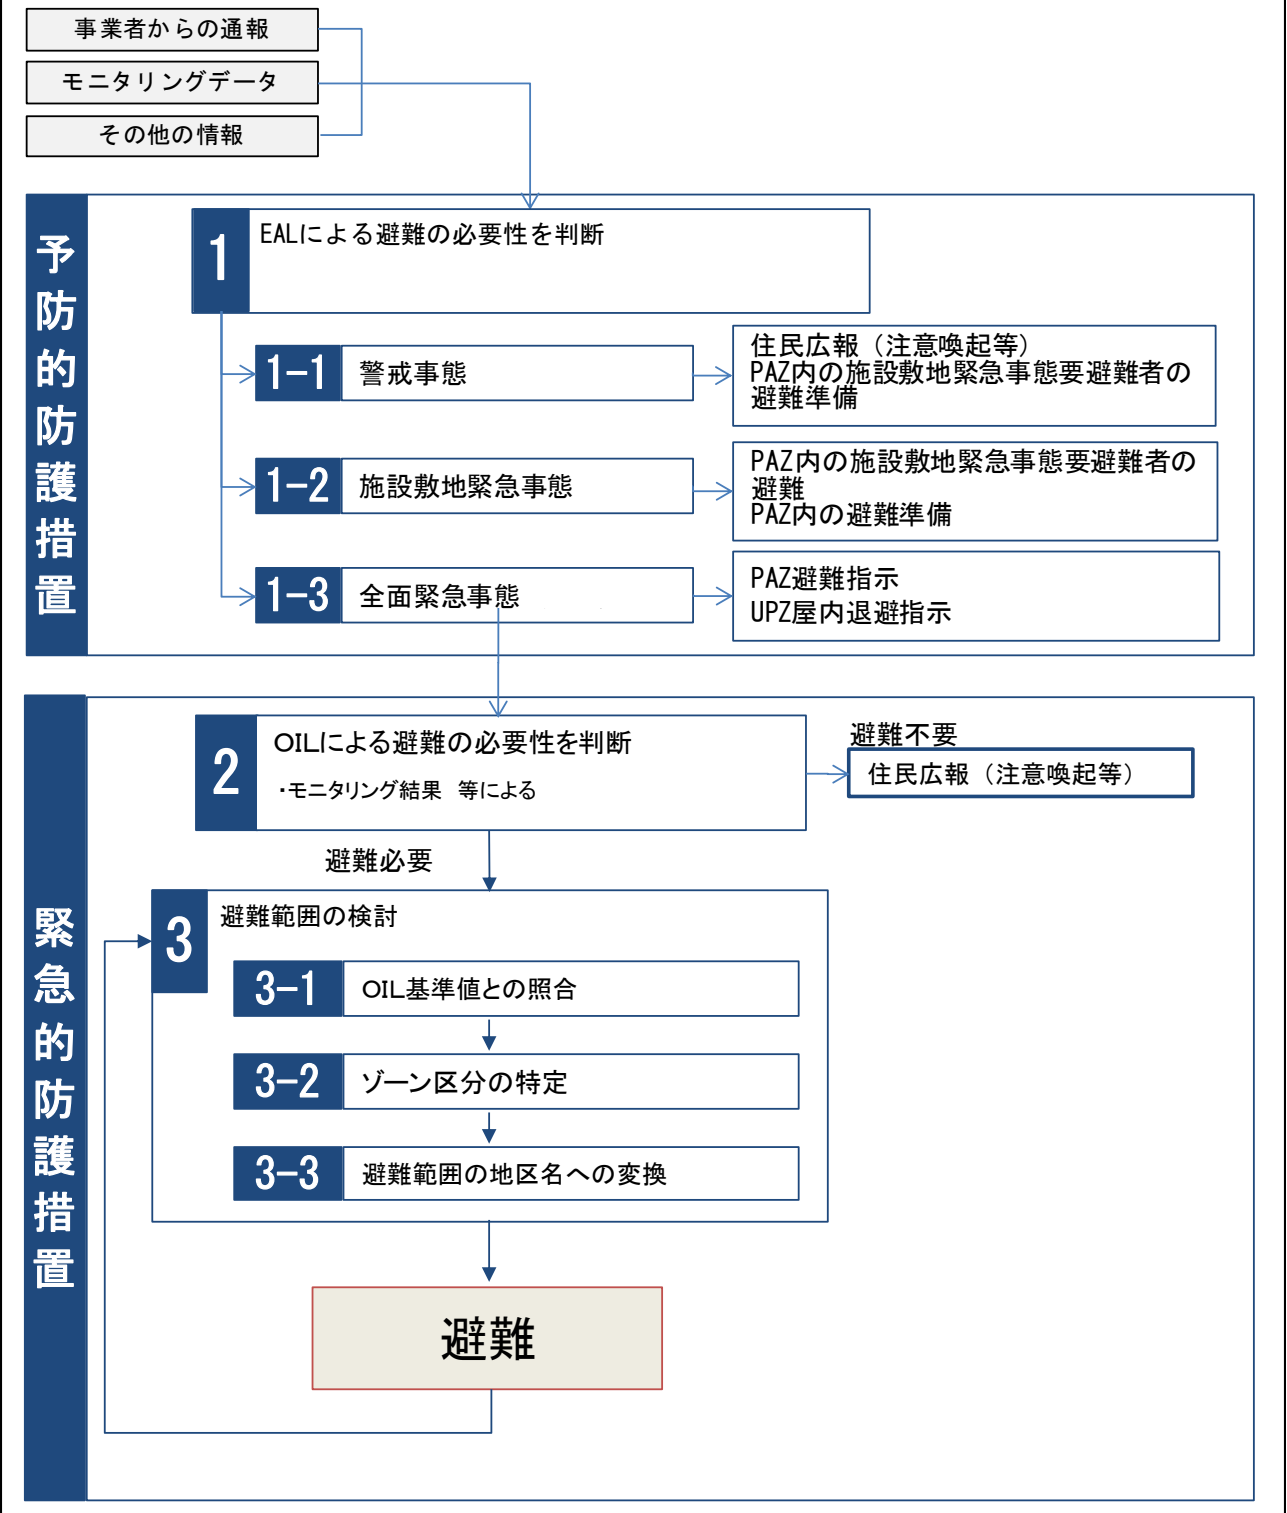 事業者からの通報
モニタリングデータ
その他の情報
予防的防護措置
1
EALによる避難の必要性を判断
1-1
警戒事態
住民広報（注意喚起等）
PAZ内の施設敷地緊急事態要避難者の
避難準備
1-2
施設敷地緊急事態
PAZ内の施設敷地緊急事態要避難者の
避難
PAZ内の避難準備
1-3
全面緊急事態
PAZ避難指示
UPZ屋内退避指示
緊急的防護措置
2
OILによる避難の必要性を判断
・モニタリング結果　等による
避難不要
住民広報（注意喚起等）
避難必要
3
避難範囲の検討
3-1
OIL基準値との照合
3-2
ゾーン区分の特定
3-3
避難範囲の地区名への変換
避難